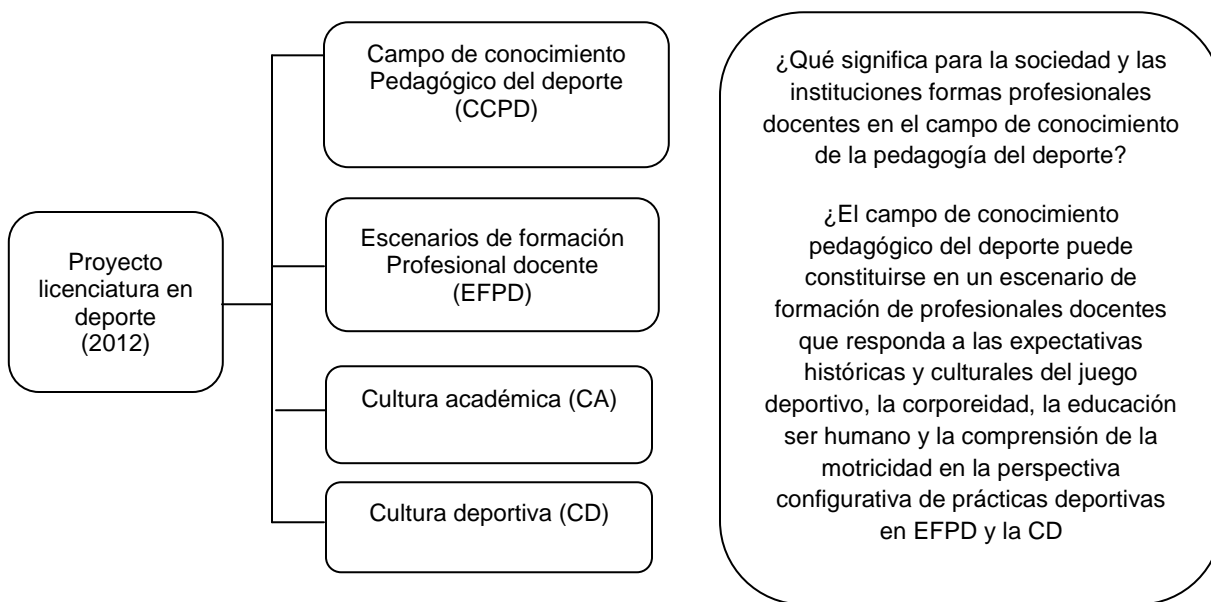 Proyecto
licenciatura en
deporte
(2012)
Campo de conocimiento
Pedagógico del deporte
(CCPD)
Escenarios de formación
Profesional docente
(EFPD)
Cultura académica (CA)
Cultura deportiva (CD)
¿Qué significa para la sociedad y las
instituciones formas profesionales
docentes en el campo de conocimiento
de la pedagogía del deporte?
¿El campo de conocimiento
pedagógico del deporte puede
constituirse en un escenario de
formación de profesionales docentes
que responda a las expectativas
históricas y culturales del juego
deportivo, la corporeidad, la educación
ser humano y la comprensión de la
motricidad en la perspectiva
configurativa de prácticas deportivas
en EFPD y la CD